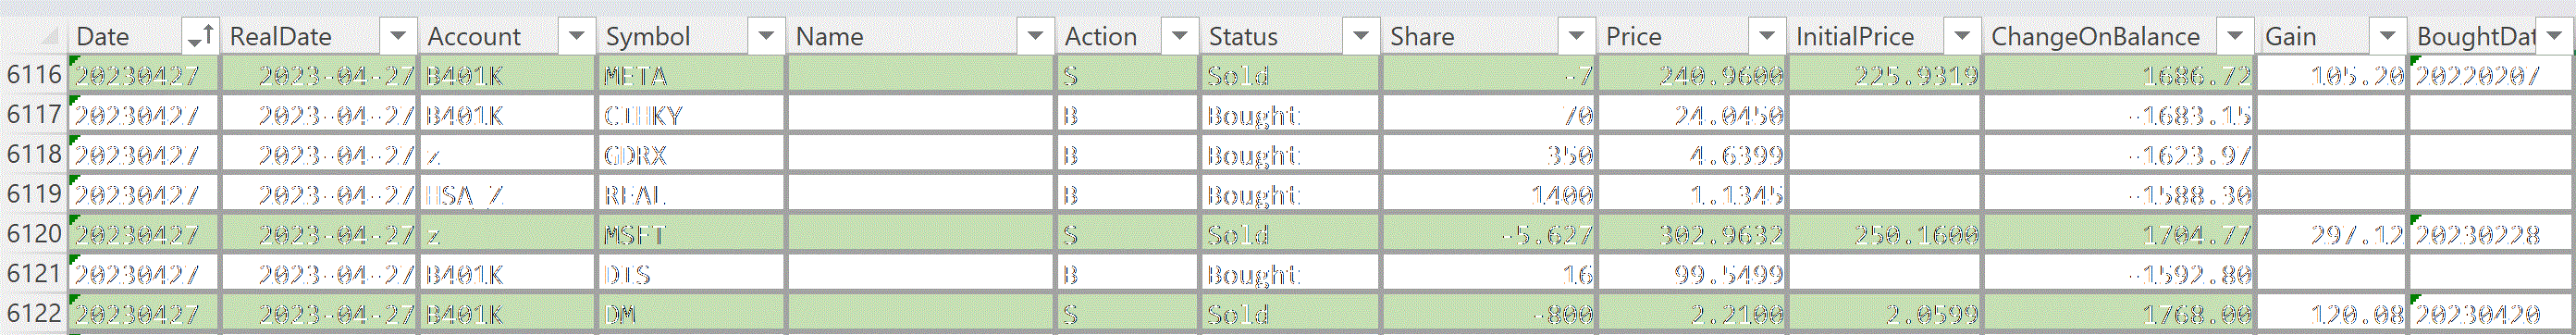 Date RealDate Account Symbol Name Action Status Share Price InitialPrice ChangeOnBalance Gain BoughtDat
6116 20230427 2023-04-27 B401K META S Sold -7 240.9600 225.9319 1686.72 105.20 20220207
6117 20230427 2023-04-27 B401K CTHKY B Bought 70 24.0450 -1683.15
6118 20230427 2023-04-27 z GDRX B Bought 350 4.6399 -1623.97
6119 20230427 2023-04-27 HSA_Z REAL B Bought 1400 1.1345 -1588.30
6120 20230427 2023-04-27 z MSFT S Sold -5.627 302.9632 250.1600 1704.77 297.12 20230228
6121 20230427 2023-04-27 B401K DIS B Bought 16 99.5499 -1592.80
6122 20230427 2023-04-27 B401K DM S Sold -800 2.2100 2.0599 1768.00 120.08 20230420